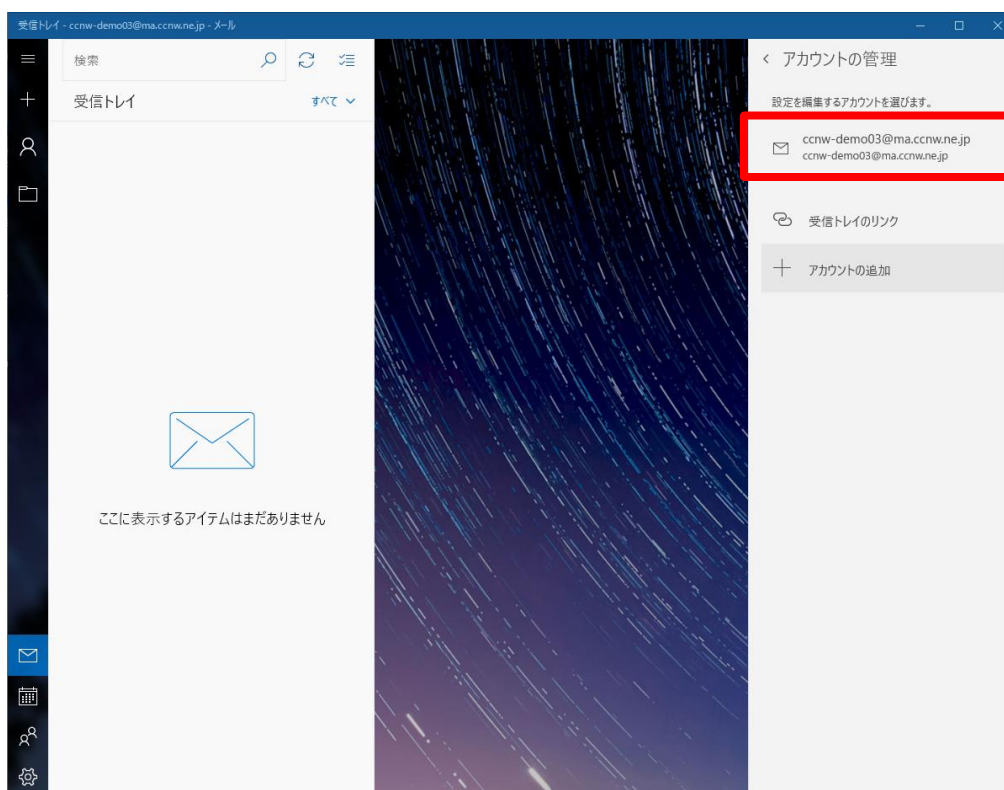 受信トレイ - ccnw-demo03@ma.ccnw.ne.jp - メール
検索
受信トレイ
すべて
ここに表示するアイテムはまだありません
アカウントの管理
設定を編集するアカウントを選びます。
ccnw-demo03@ma.ccnw.ne.jp
ccnw-demo03@ma.ccnw.ne.jp
受信トレイのリンク
アカウントの追加